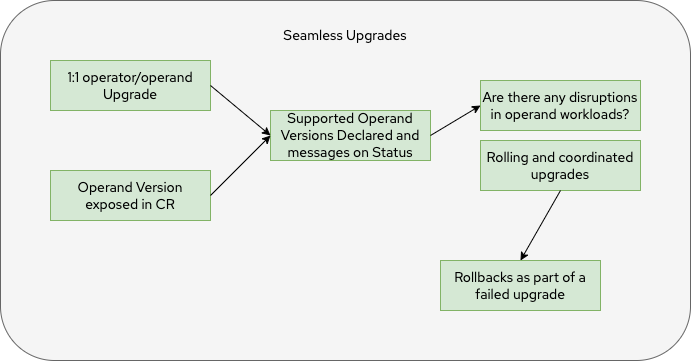 Seamless Upgrades
1:1 operator/operand
Upgrade
Operand Version
exposed in CR
Supported Operand
Versions Declared and
messages on Status
Are there any disruptions
in operand workloads?
Rolling and coordinated
upgrades
Rollbacks as part of a
failed upgrade